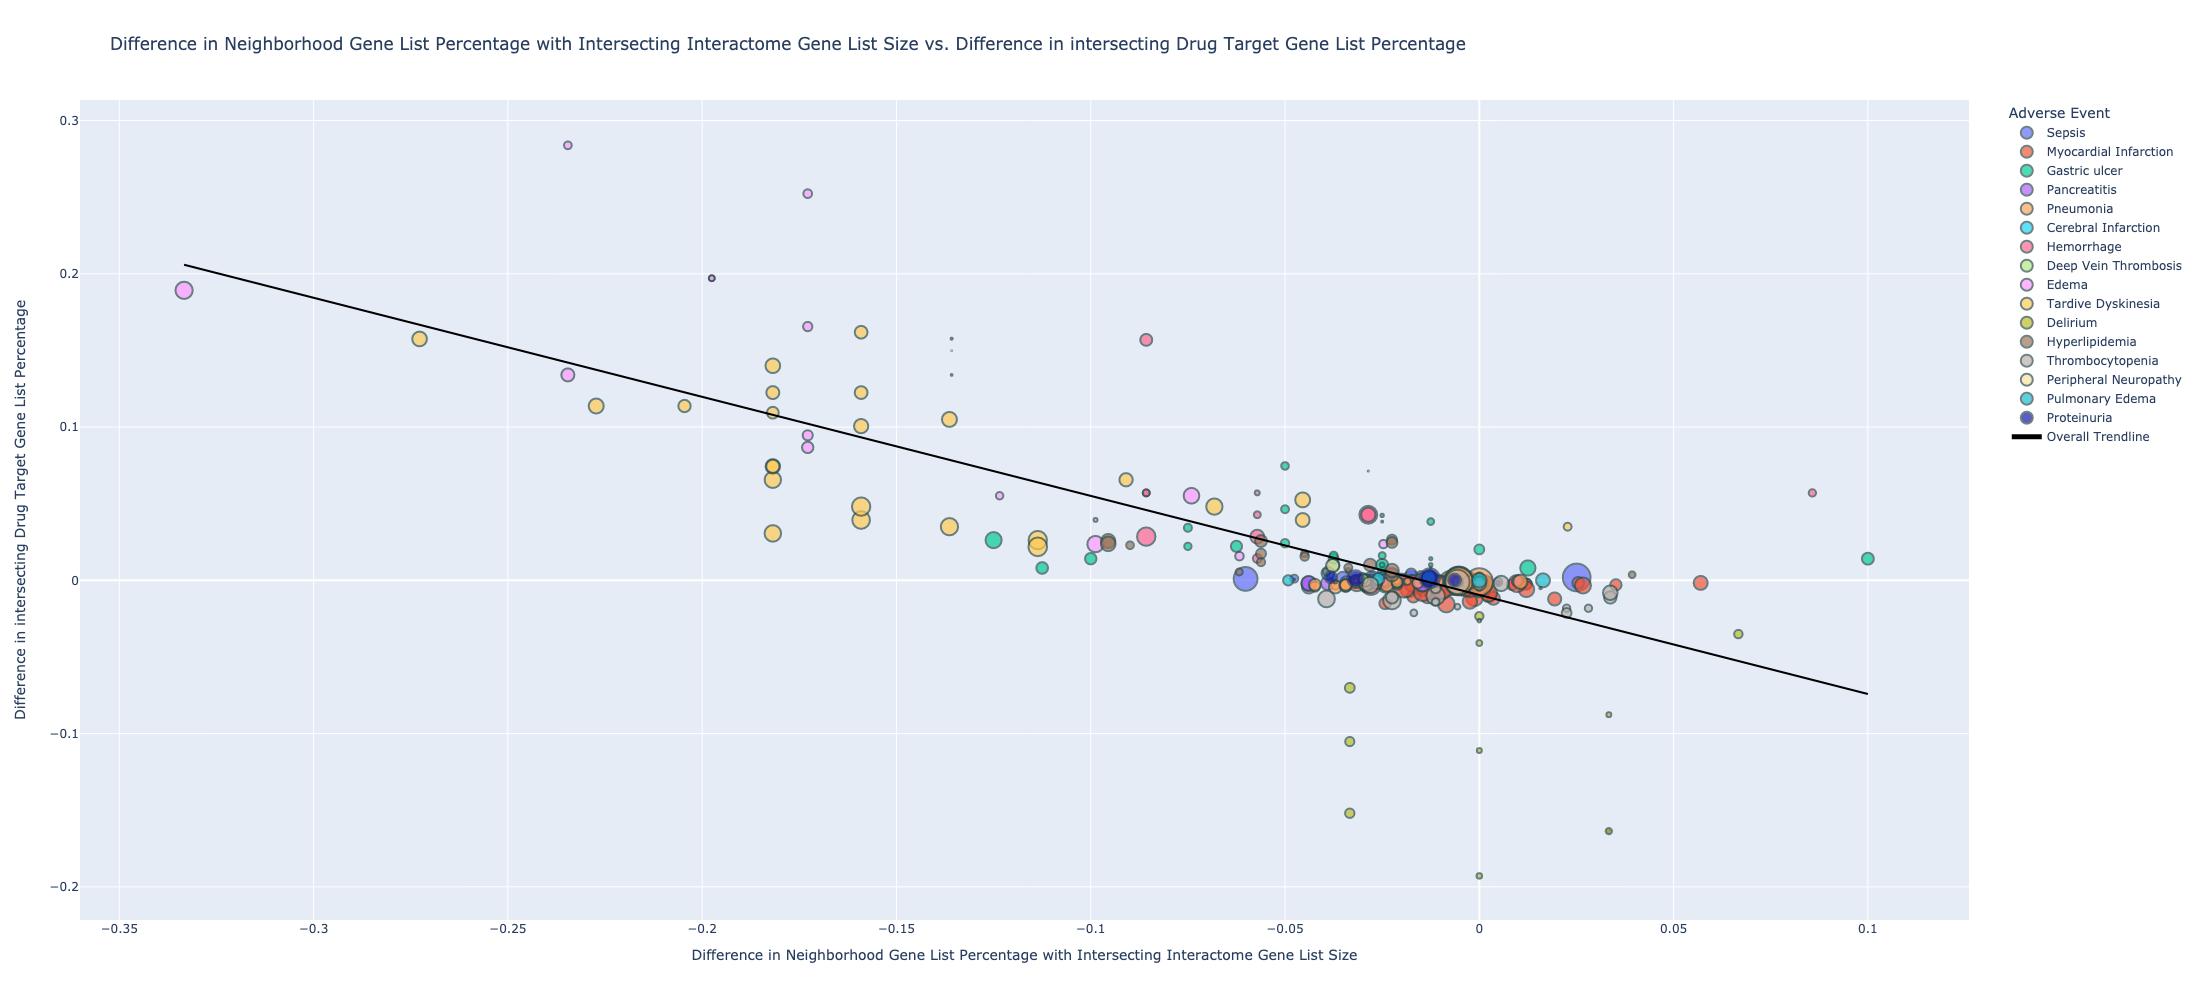 Difference in Neighborhood Gene List Percentage with Intersecting Interactome Gene List Size vs. Difference in intersecting Drug Target Gene List Percentage
Difference in intersecting Drug Target Gene List Percentage
0.3
0.2
0.1
0
−0.1
−0.2
−0.35 −0.3 −0.25 −0.2 −0.15 −0.1 −0.05 0 0.05 0.1
Difference in Neighborhood Gene List Percentage with Intersecting Interactome Gene List Size
Adverse Event
Sepsis
Myocardial Infarction
Gastric ulcer
Pancreatitis
Pneumonia
Cerebral Infarction
Hemorrhage
Deep Vein Thrombosis
Edema
Tardive Dyskinesia
Delirium
Hyperlipidemia
Thrombocytopenia
Peripheral Neuropathy
Pulmonary Edema
Proteinuria
Overall Trendline